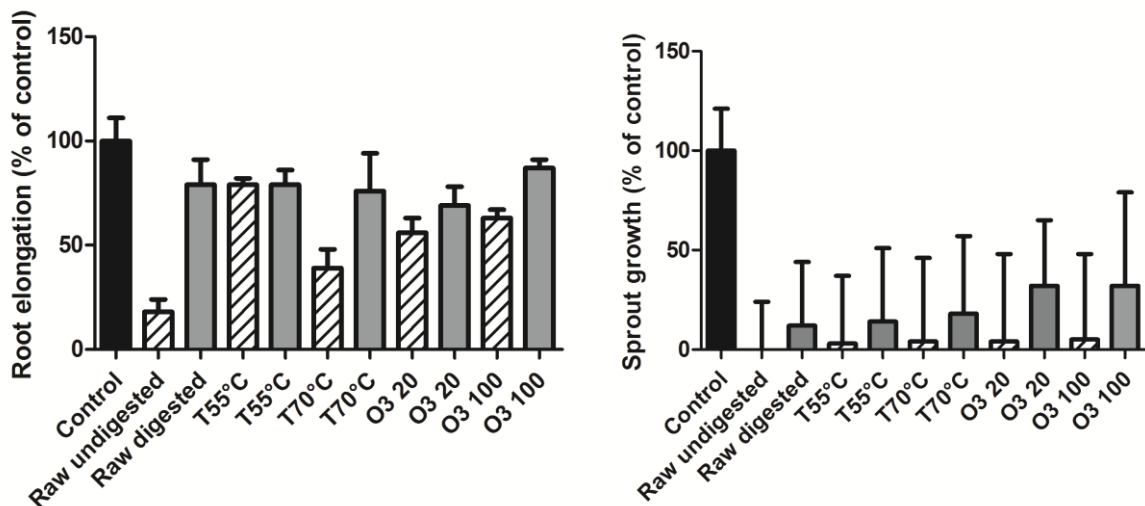 Root elongation (% of control)
150
100
50
0
Control
Raw undigested
Raw digested
T55°C
T55°C
T70°C
T70°C
O3 20
O3 20
O3 100
O3 100
Sprout growth (% of control)
150
100
50
0
Control
Raw undigested
Raw digested
T55°C
T55°C
T70°C
T70°C
O3 20
O3 20
O3 100
O3 100